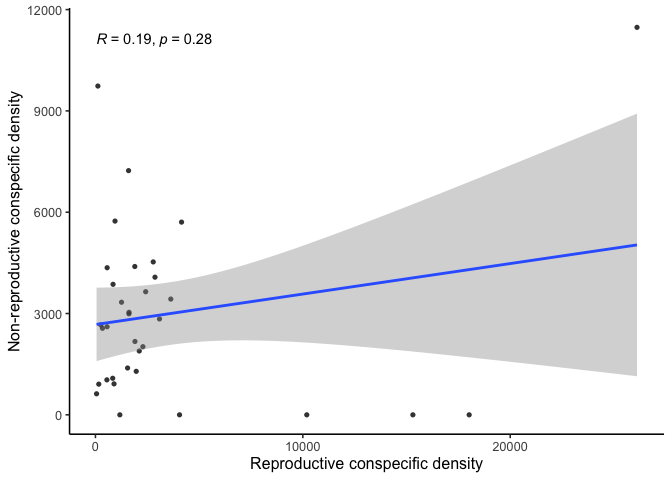 12000
R = 0.19, p = 0.28
9000
6000
3000
0
Non-reproductive conspecific density
0
10000
20000
Reproductive conspecific density